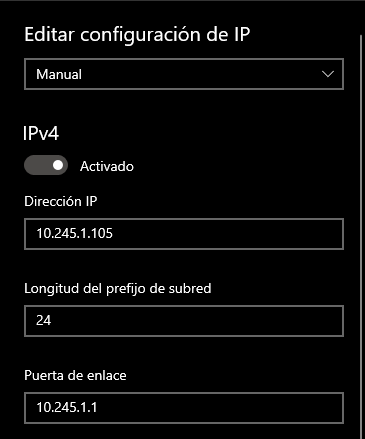 Editar configuración de IP
Manual
IPv4
Activado
Dirección IP
10.245.1.105
Longitud del prefijo de subred
24
Puerta de enlace
10.245.1.1